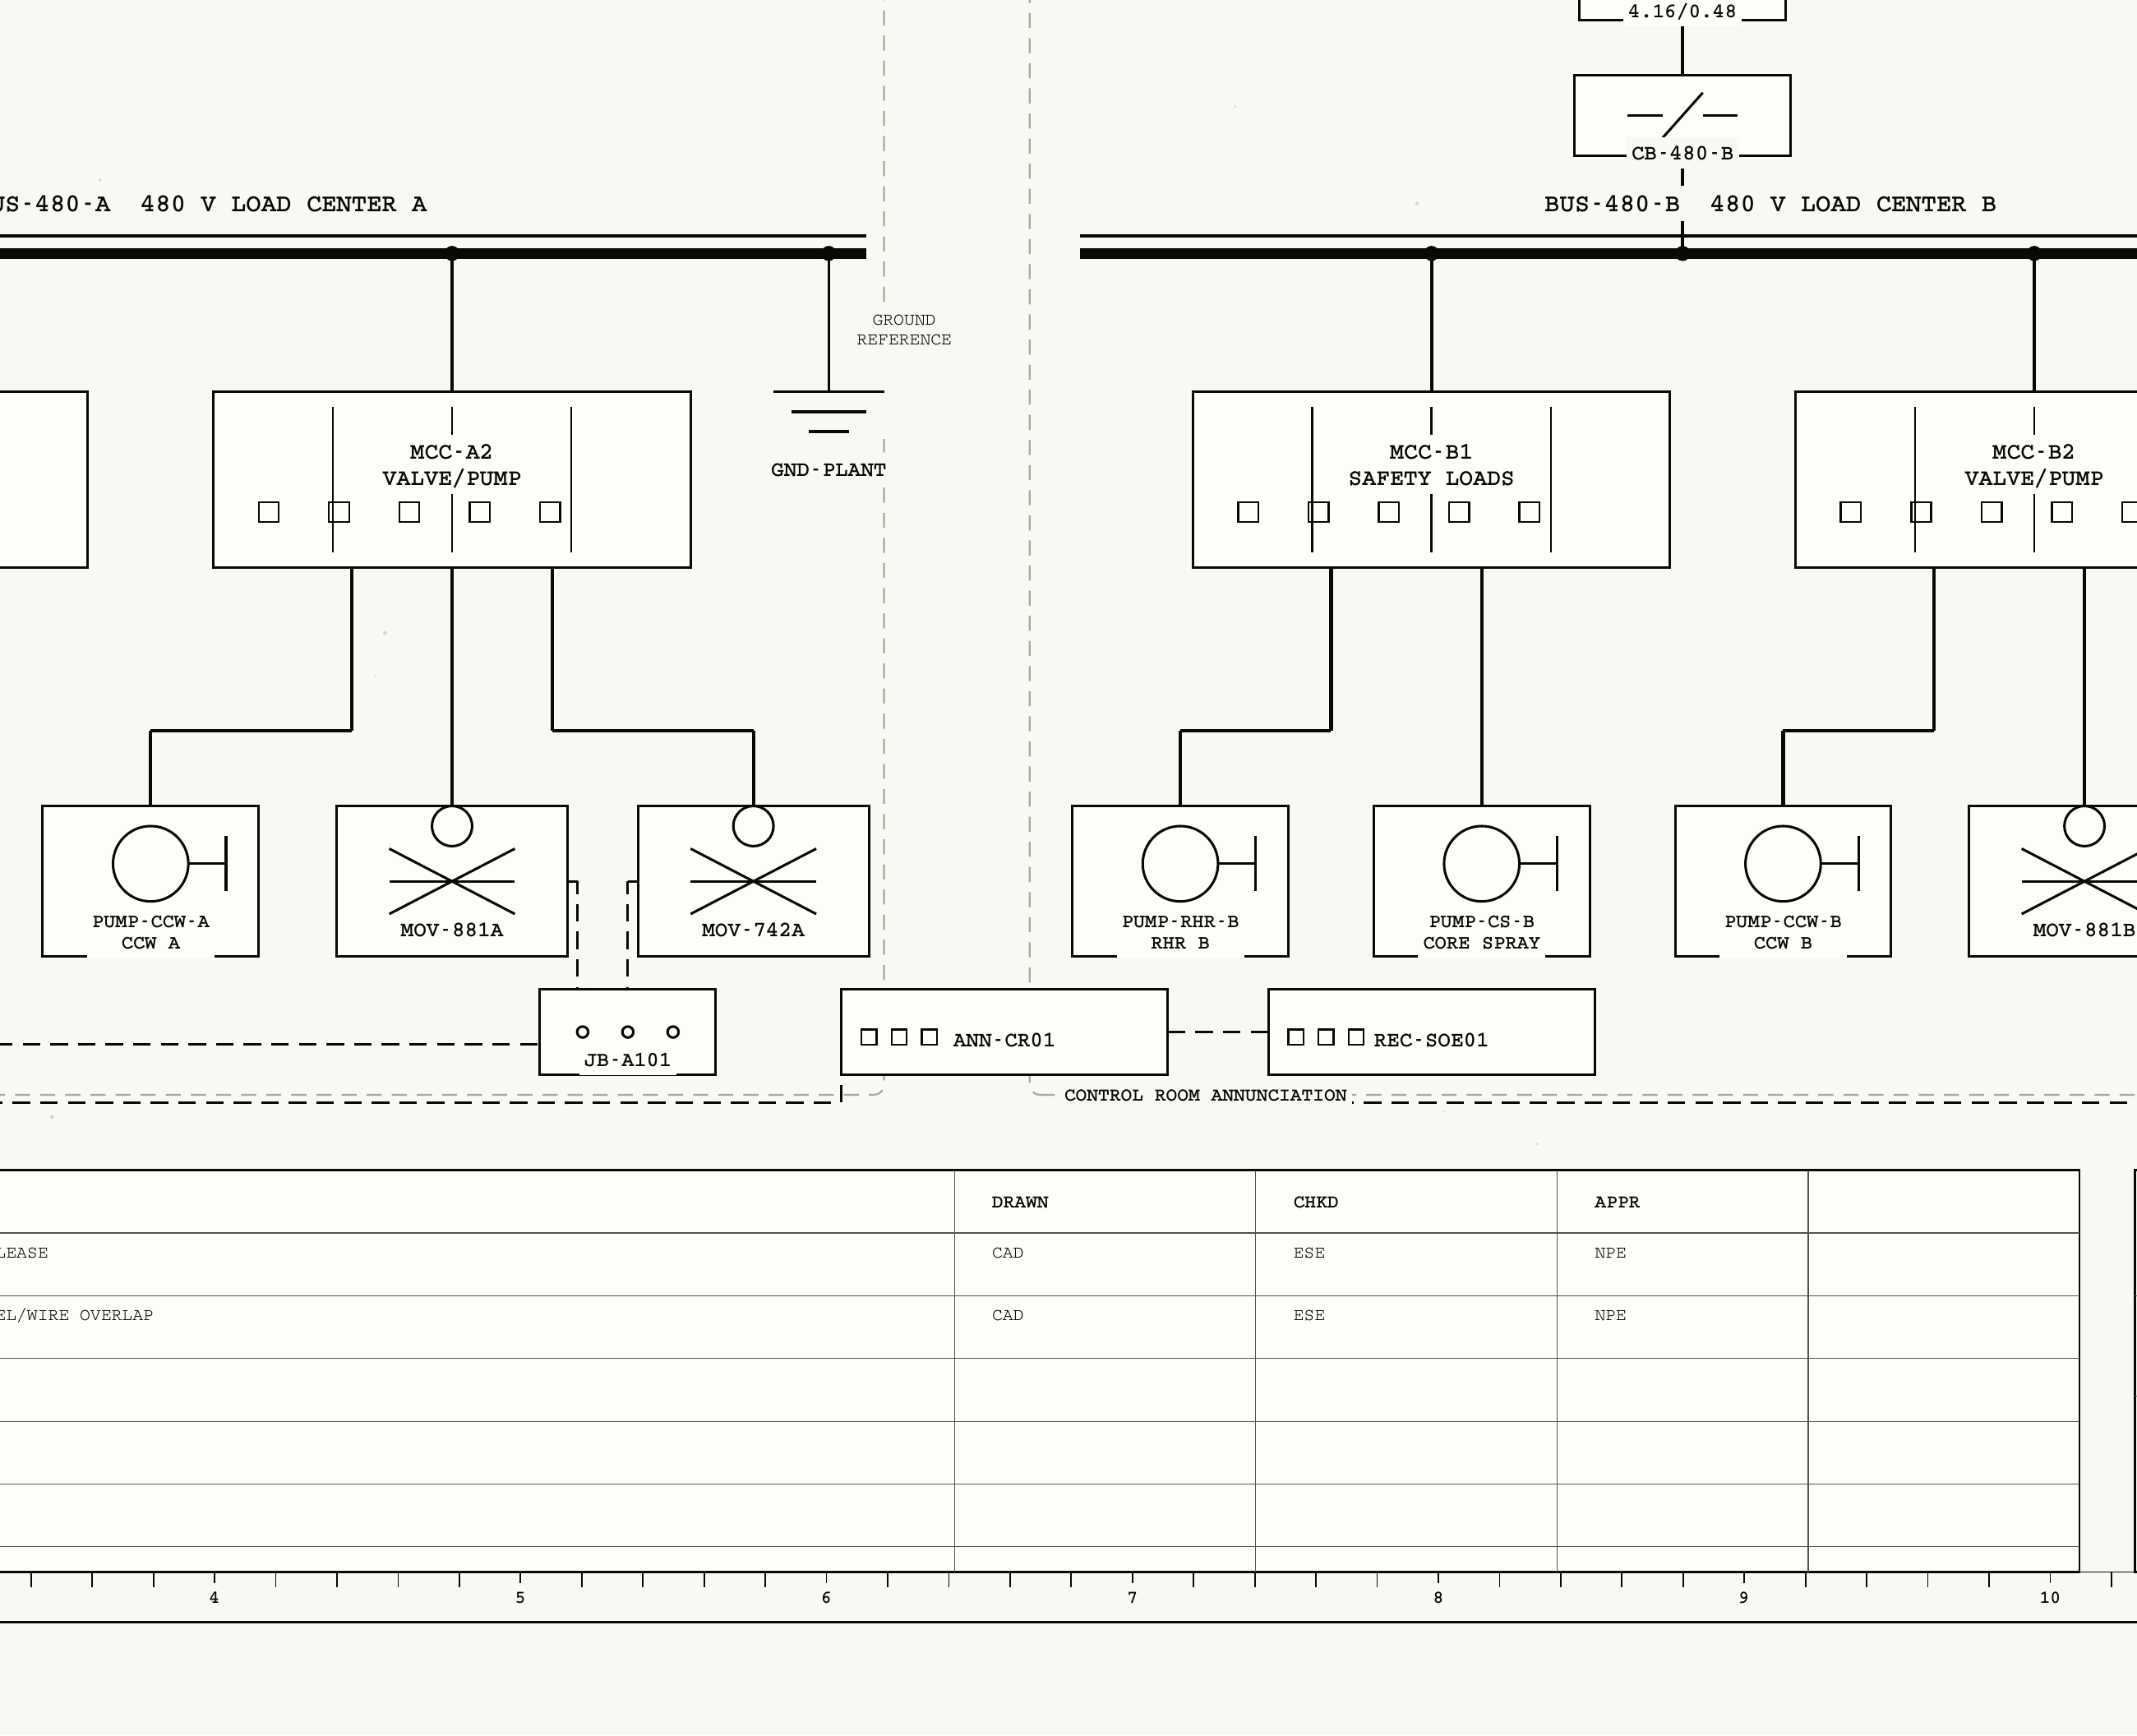 4.16/0.48
CB-480-B
US-480-A 480 V LOAD CENTER A
BUS-480-B 480 V LOAD CENTER B
GROUND
REFERENCE
MCC-A2
VALVE/PUMP
GND-PLANT
MCC-B1
SAFETY LOADS
MCC-B2
VALVE/PUMP
PUMP-CCW-A
CCW A
MOV-881A
MOV-742A
PUMP-RHR-B
RHR B
PUMP-CS-B
CORE SPRAY
PUMP-CCW-B
CCW B
MOV-881B
JB-A101
ANN-CR01
REC-SOE01
CONTROL ROOM ANNUNCIATION
DRAWN CHKD APPR
LEASE CAD ESE NPE
EL/WIRE OVERLAP CAD ESE NPE
4 5 6 7 8 9 10